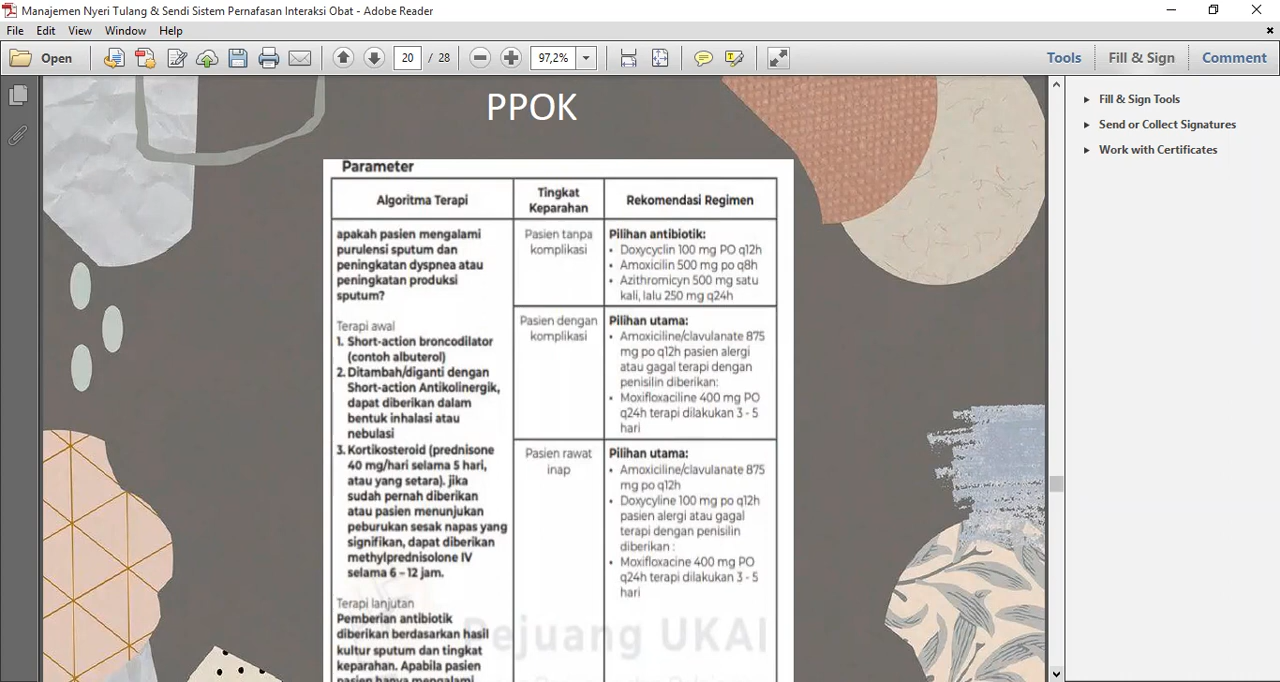 Manajemen Nyeri Tulang & Sendi Sistem Pernafasan Interaksi Obat - Adobe Reader
File Edit View Window Help
Open
20 / 28
97,2%
Tools
Fill & Sign
Comment
Fill & Sign Tools
Send or Collect Signatures
Work with Certificates
PPOK
Parameter
Algoritma Terapi
Tingkat
Keparahan
Rekomendasi Regimen
apakah pasien mengalami
purulensi sputum dan
peningkatan dyspnea atau
peningkatan produksi
sputum?
Terapi awal
1. Short-action broncodilator
(contoh albuterol)
2. Ditambah/diganti dengan
Short-action Antikolinergik,
dapat diberikan dalam
bentuk inhalasi atau
nebulasi
3. Kortikosteroid (prednisone
40 mg/hari selama 5 hari,
atau yang setara). jika
sudah pernah diberikan
atau pasien menunjukan
peburukan sesak napas yang
signifikan, dapat diberikan
methylprednisolone IV
selama 6 – 12 jam.
Terapi lanjutan
Pemberian antibiotik
diberikan berdasarkan hasil
kultur sputum dan tingkat
keparahan. Apabila pasien
pasien hanya mengalami
Pasien tanpa
komplikasi
Pilihan antibiotik:
• Doxycyclin 100 mg PO q12h
• Amoxicilin 500 mg po q8h
• Azithromicyn 500 mg satu
kali, lalu 250 mg q24h
Pasien dengan
komplikasi
Pilihan utama:
• Amoxiciline/clavulanate 875
mg po q12h pasien alergi
atau gagal terapi dengan
penisilin diberikan:
• Moxifloxaciline 400 mg PO
q24h terapi dilakukan 3 - 5
hari
Pasien rawat
inap
Pilihan utama:
• Amoxiciline/clavulanate 875
mg po q12h
• Doxycyline 100 mg po q12h
pasien alergi atau gagal
terapi dengan penisilin
diberikan :
• Moxifloxacine 400 mg PO
q24h terapi dilakukan 3 - 5
hari
Pejuang UKAI